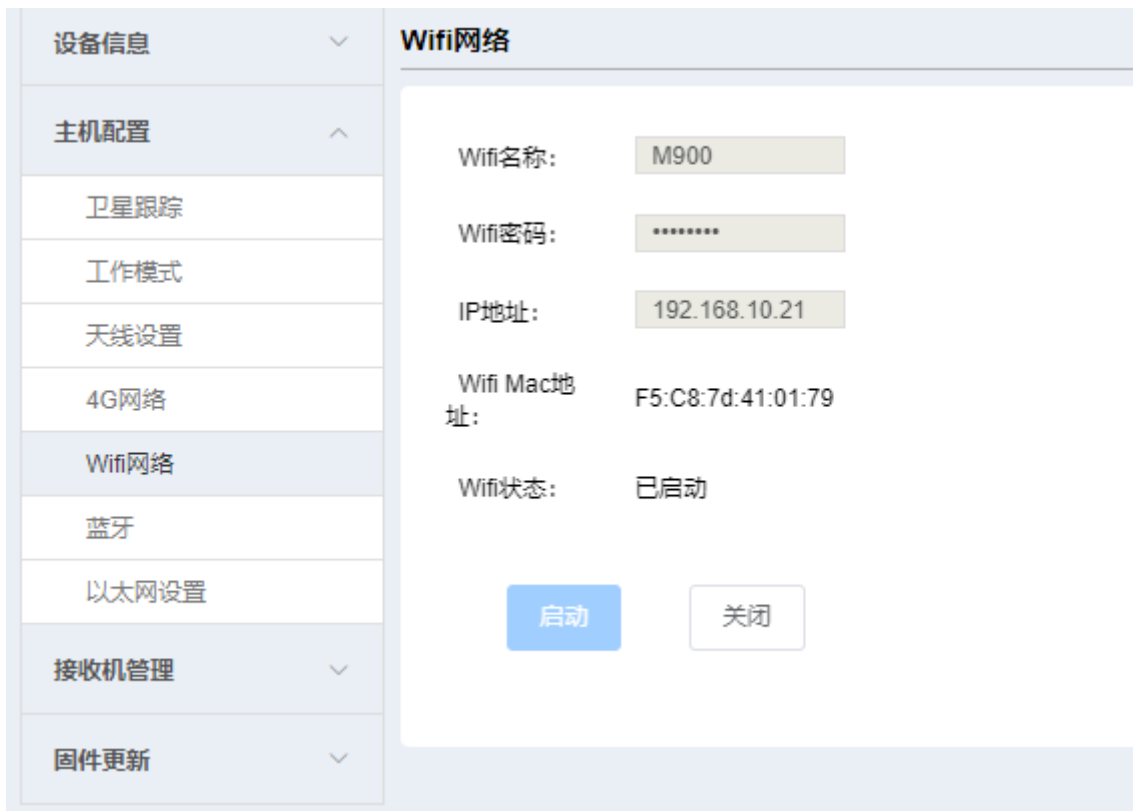 设备信息
主机配置
卫星跟踪
工作模式
天线设置
4G网络
Wifi网络
蓝牙
以太网设置
接收机管理
固件更新
Wifi网络
Wifi名称： M900
Wifi密码： ••••••••
IP地址： 192.168.10.21
Wifi Mac地
址： F5:C8:7d:41:01:79
Wifi状态： 已启动
启动 关闭